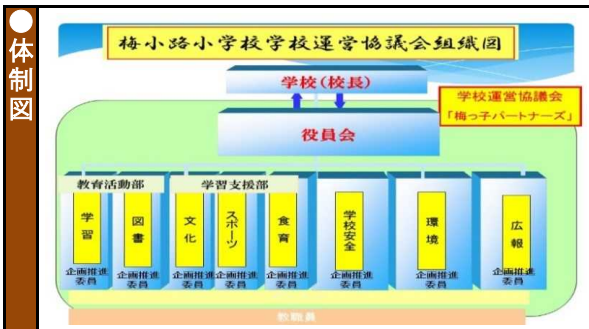 ●体制図
梅小路小学校学校運営協議会組織図
学校(校長)
学校運営協議会
「梅っ子パートナーズ」
役員会
教育活動部
学習支援部
学習
図書
文化
スポーツ
食育
学校安全
環境
広報
企画推進
委員
企画推進
委員
企画推進
委員
企画推進
委員
企画推進
委員
企画推進
委員
企画推進
委員
企画推進
委員
教職員